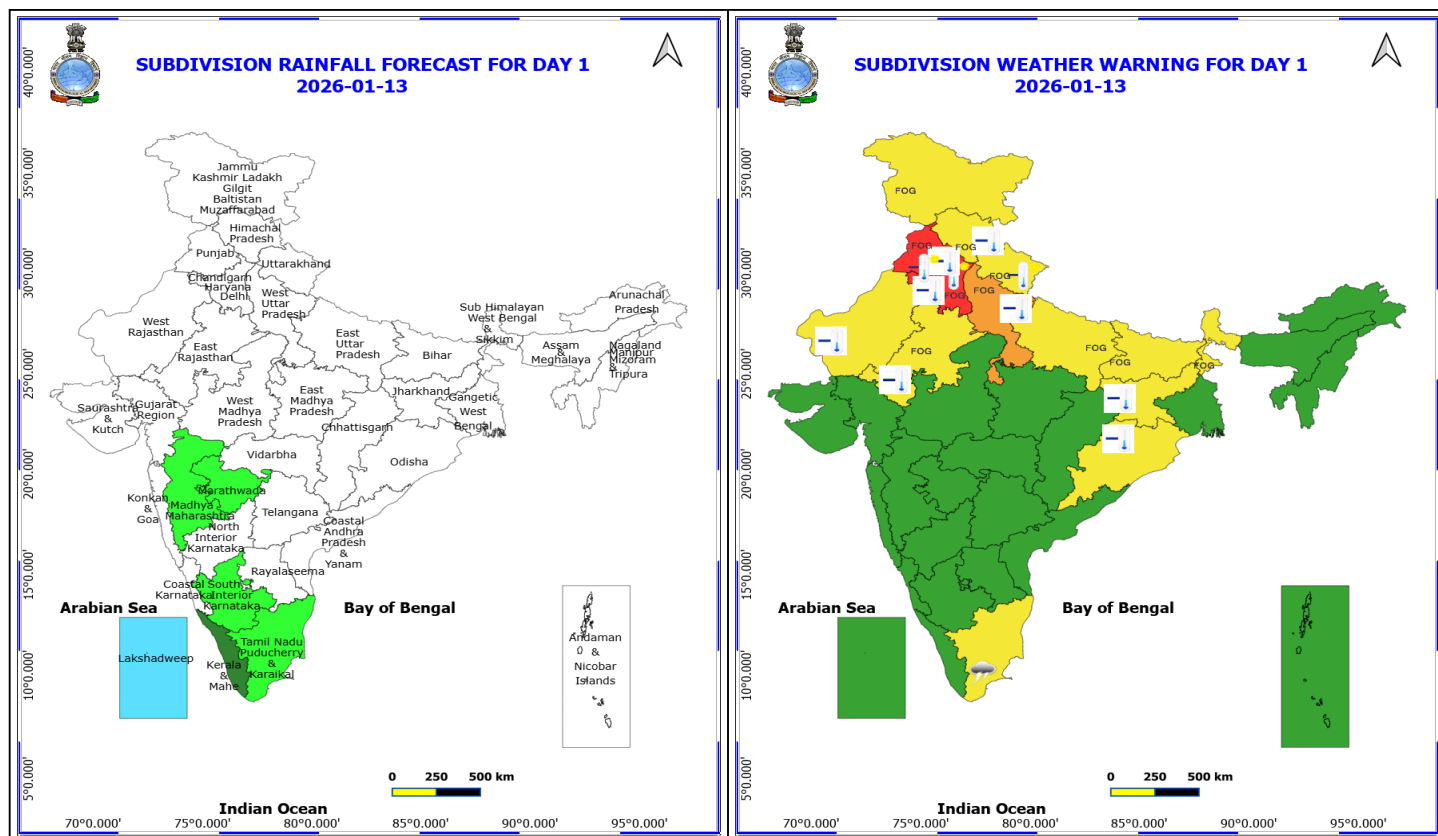 SUBDIVISION RAINFALL FORECAST FOR DAY 1
2026-01-13
40°0.000'
35°0.000'
30°0.000'
25°0.000'
20°0.000'
15°0.000'
10°0.000'
5°0.000'
Jammu
Kashmir Ladakh
Gilgit
Baltistan
Muzaffarabad
Himachal
Pradesh
Punjab
Uttarakhand
Chandigarh
Haryana
Delhi
West
Uttar
Pradesh
West
Rajasthan
East
Rajasthan
East
Uttar
Pradesh
Bihar
Sub Himalayan
West Bengal
&
Sikkim
Arunachal
Pradesh
Assam
&
Meghalaya
Nagaland
Manipur
Mizoram
&
Tripura
Saurashtra
&
Kutch
Gujarat
Region
West
Madhya
Pradesh
East
Madhya
Pradesh
Jharkhand
Gangetic
West
Bengal
Chhattisgarh
Vidarbha
Odisha
Konkan
&
Goa
Marathwada
Madhya
Maharashtra
Telangana
North
Interior
Karnataka
Coastal
Andhra
Pradesh
&
Yanam
Rayalaseema
Coastal
Karnataka
South
Interior
Karnataka
Arabian Sea
Bay of Bengal
Lakshadweep
Tamil Nadu
Puducherry
&
Karaikal
Kerala
&
Mahe
Andaman
&
Nicobar
Islands
0 250 500 km
Indian Ocean
70°0.000' 75°0.000' 80°0.000' 85°0.000' 90°0.000' 95°0.000'
SUBDIVISION WEATHER WARNING FOR DAY 1
2026-01-13
40°0.000'
35°0.000'
30°0.000'
25°0.000'
20°0.000'
15°0.000'
10°0.000'
5°0.000'
FOG
FOG
FOG
FOG
FOG
FOG
FOG
FOG
FOG
Arabian Sea
Bay of Bengal
0 250 500 km
Indian Ocean
70°0.000' 75°0.000' 80°0.000' 85°0.000' 90°0.000' 95°0.000'